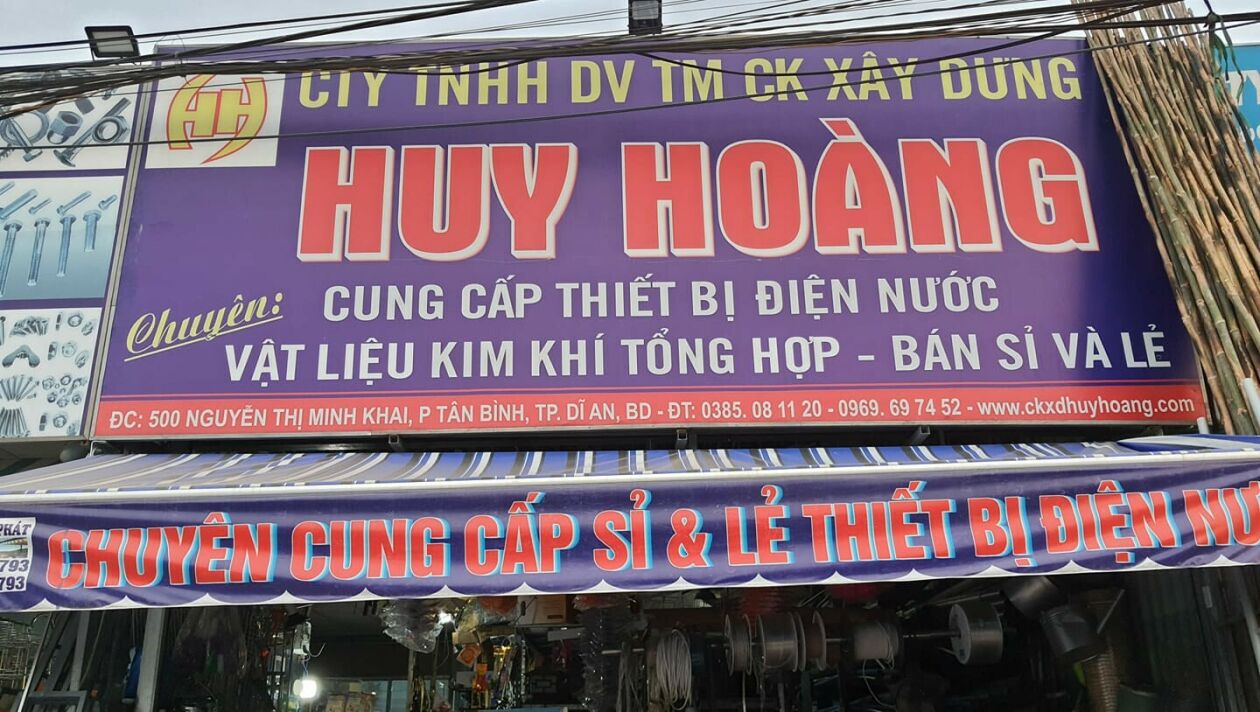 HH
CTY TNHH DV TM CK XÂY DỰNG
HUY HOÀNG
Chuyên:
CUNG CẤP THIẾT BỊ ĐIỆN NƯỚC
VẬT LIỆU KIM KHÍ TỔNG HỢP - BÁN SỈ VÀ LẺ
ĐC: 500 NGUYỄN THỊ MINH KHAI, P TÂN BÌNH, TP. DĨ AN, BD - ĐT: 0385. 08 11 20 - 0969. 69 74 52 - www.ckxdhuyhoang.com
PHÁT
793
793
CHUYÊN CUNG CẤP SỈ & LẺ THIẾT BỊ ĐIỆN NƯ